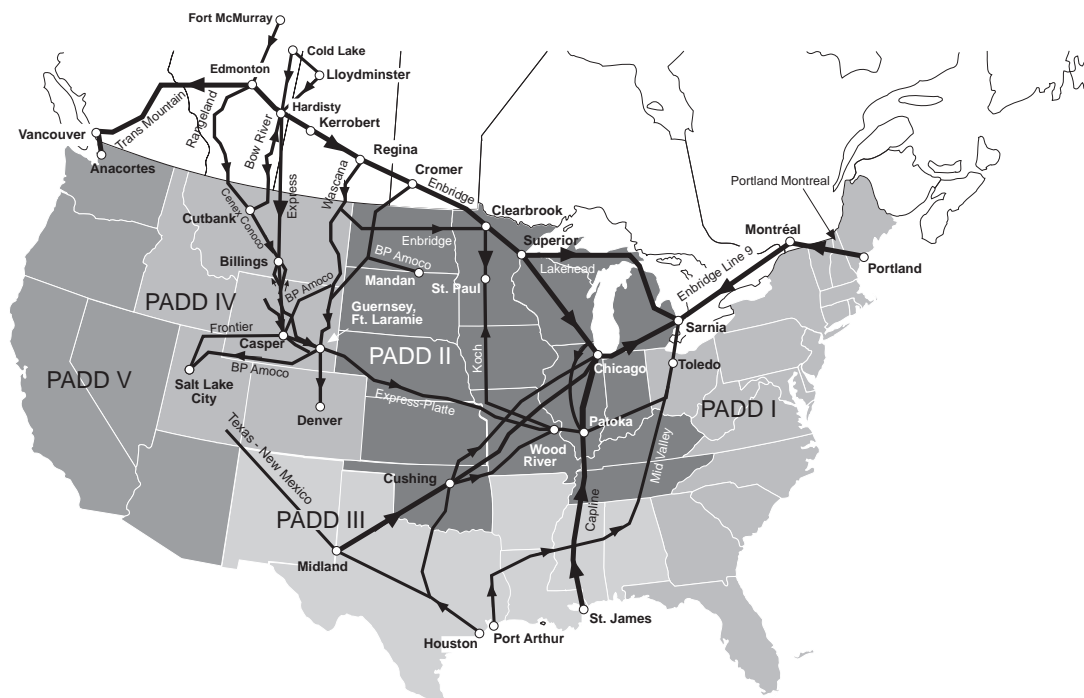 Fort McMurray
Cold Lake
Edmonton
Lloydminster
Hardisty
Trans Mountain
Rangeland
Bow River
Kerrobert
Vancouver
Regina
Anacortes
Express
Wascana
Cromer
Portland Montreal
Enbridge
Cenex Conoco
Cutbank
Clearbrook
Enbridge
Superior
Montréal
BP Amoco
Lakehead
Enbridge Line 9
Portland
Billings
Mandan
St. Paul
BP Amoco
PADD IV
Guernsey,
Ft. Laramie
Sarnia
Frontier
Casper
PADD II
Koch
Chicago
Toledo
PADD V
BP Amoco
Salt Lake
City
PADD I
Express-Platte
Denver
Patoka
Texas - New Mexico
Wood
River
Mid Valley
Cushing
Capline
PADD III
Midland
St. James
Houston
Port Arthur